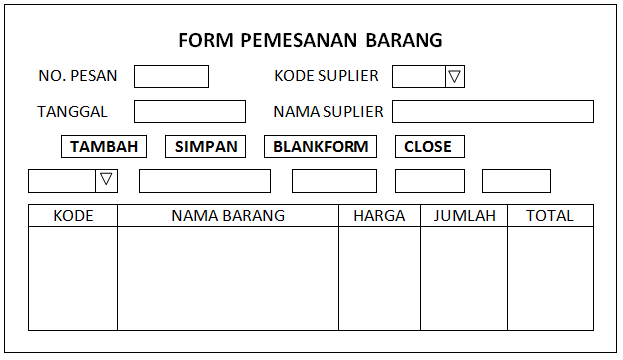 FORM PEMESANAN BARANG
NO. PESAN KODE SUPLIER
TANGGAL NAMA SUPLIER
TAMBAH SIMPAN BLANKFORM CLOSE
KODE NAMA BARANG HARGA JUMLAH TOTAL